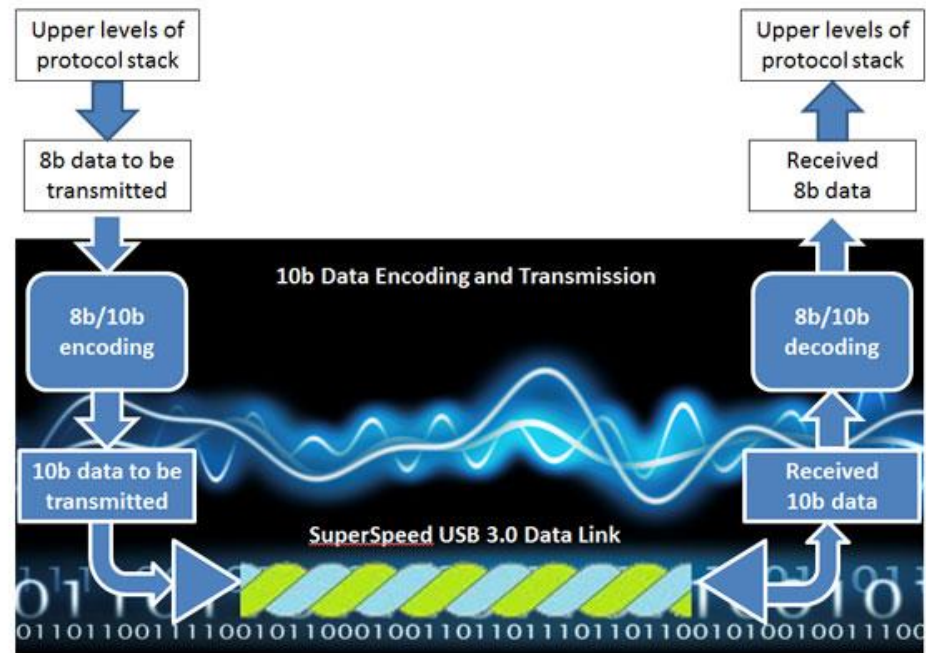 Upper levels of
protocol stack
Upper levels of
protocol stack
8b data to be
transmitted
Received
8b data
10b Data Encoding and Transmission
8b/10b
encoding
8b/10b
decoding
10b data to be
transmitted
Received
10b data
SuperSpeed USB 3.0 Data Link